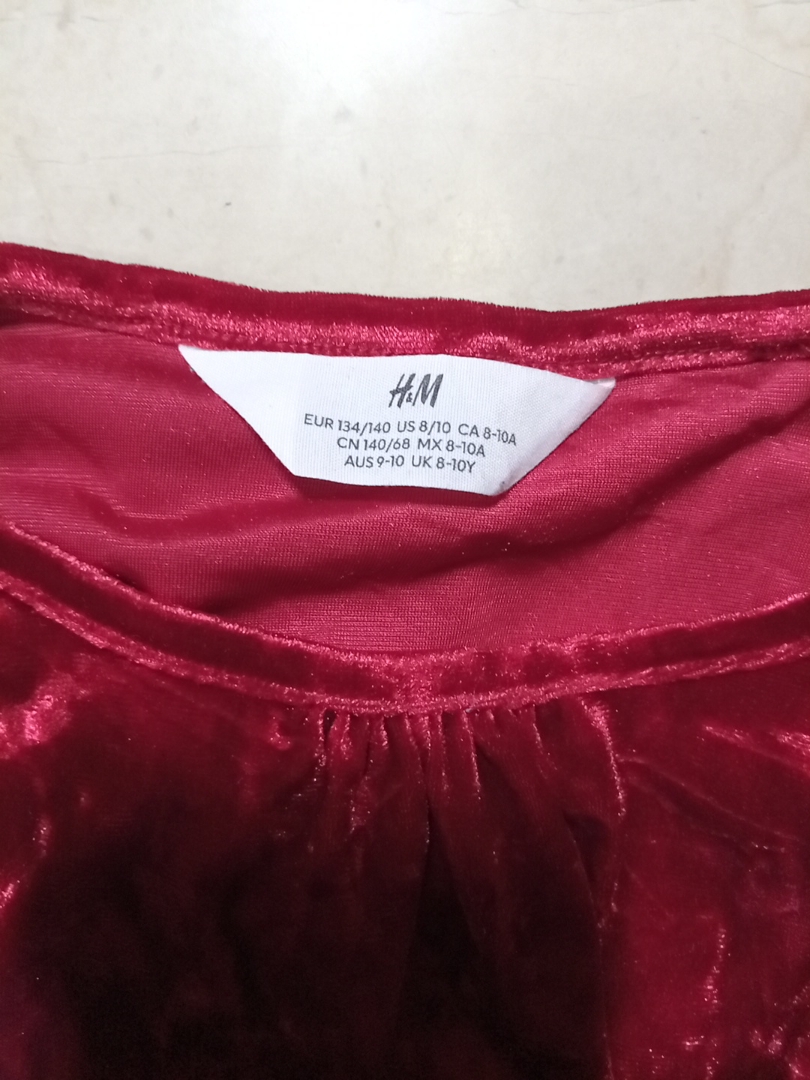 H&M
EUR 134/140 US 8/10 CA 8-10A
CN 140/68 MX 8-10A
AUS 9-10 UK 8-10Y